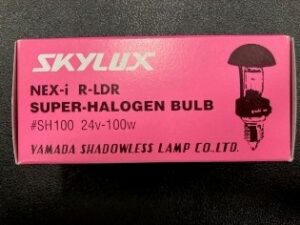 SKYLUX
NEX-i R-LDR
SUPER-HALOGEN BULB
#SH100 24v-100w
YAMADA SHADOWLESS LAMP CO.LTD.